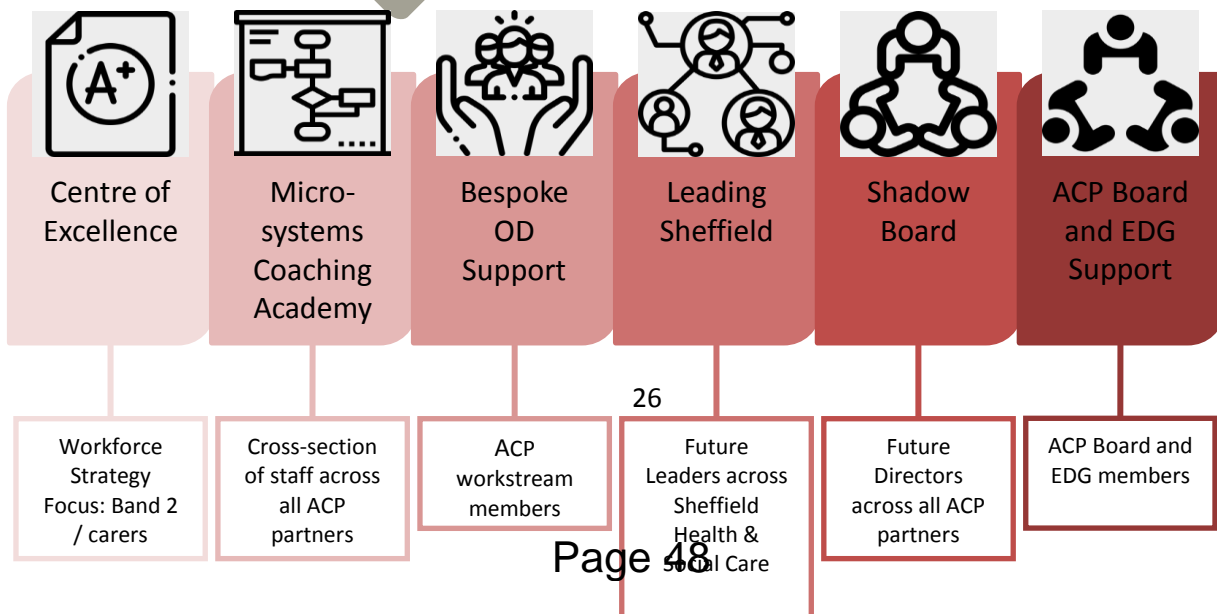 A+
Centre of
Excellence
Micro-
systems
Coaching
Academy
Bespoke
OD
Support
Leading
Sheffield
Shadow
Board
ACP Board
and EDG
Support
26
Workforce
Strategy
Focus: Band 2
/ carers
Cross-section
of staff across
all ACP
partners
ACP
workstream
members
Future
Leaders across
Sheffield
Health &
Social Care
Future
Directors
across all ACP
partners
ACP Board and
EDG members
Page 48